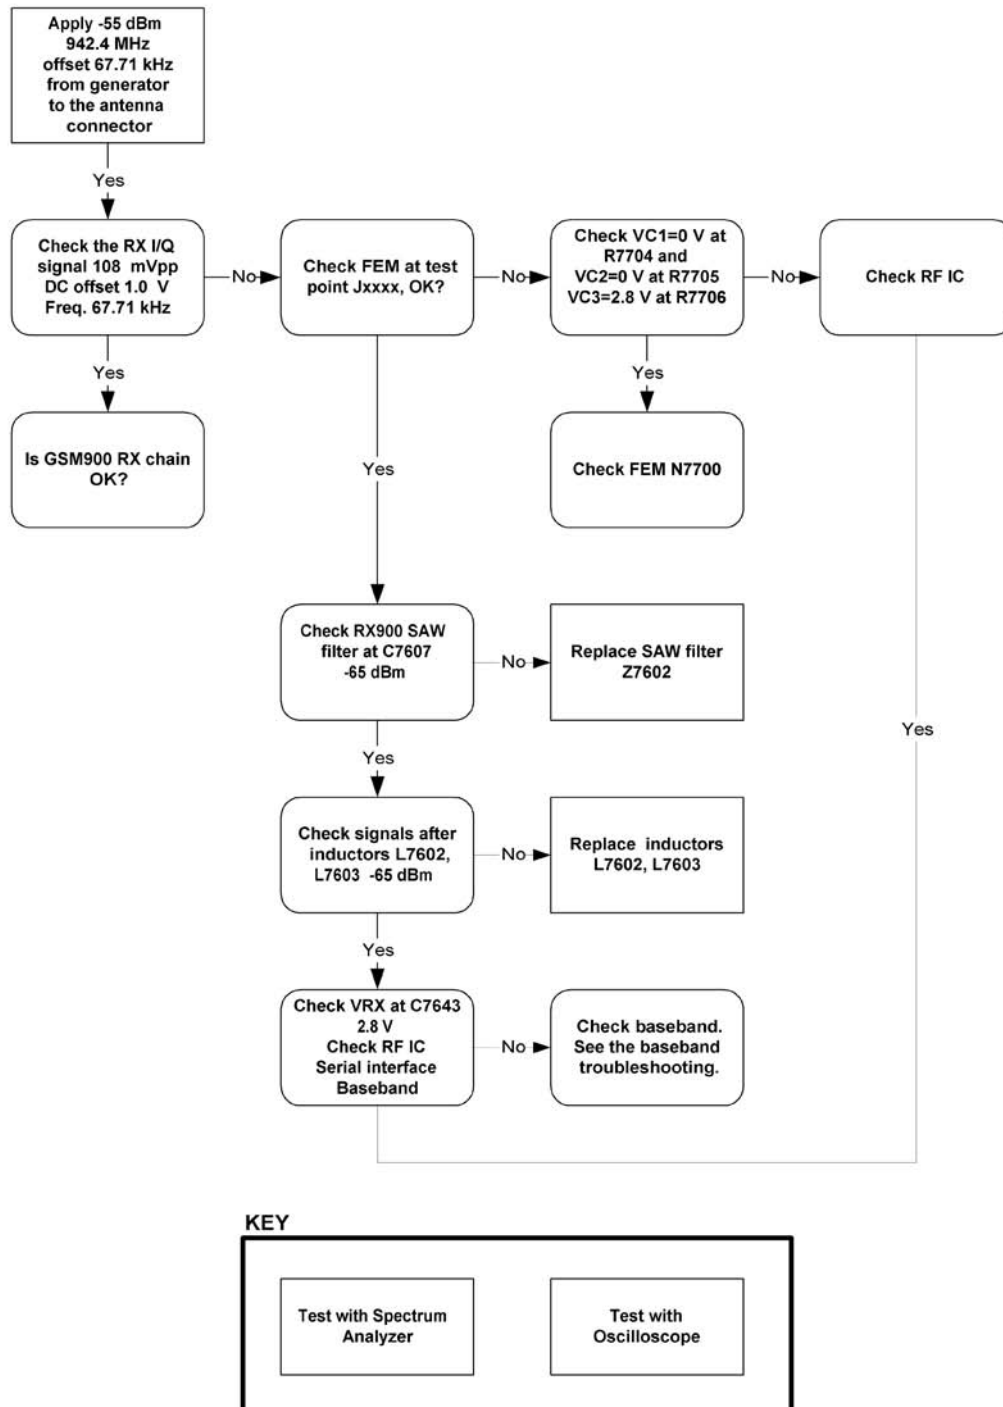 Apply -55 dBm
942.4 MHz
offset 67.71 kHz
from generator
to the antenna
connector
Yes
Check the RX I/Q
signal 108 mVpp
DC offset 1.0 V
Freq. 67.71 kHz
No
Check FEM at test
point Jxxxx, OK?
No
Check VC1=0 V at
R7704 and
VC2=0 V at R7705
VC3=2.8 V at R7706
No
Check RF IC
Yes
Yes
Is GSM900 RX chain
OK?
Yes
Check FEM N7700
Check RX900 SAW
filter at C7607
-65 dBm
No
Replace SAW filter
Z7602
Yes
Yes
Check signals after
inductors L7602,
L7603 -65 dBm
No
Replace inductors
L7602, L7603
Yes
Check VRX at C7643
2.8 V
Check RF IC
Serial interface
Baseband
No
Check baseband.
See the baseband
troubleshooting.
KEY
Test with Spectrum
Analyzer
Test with
Oscilloscope